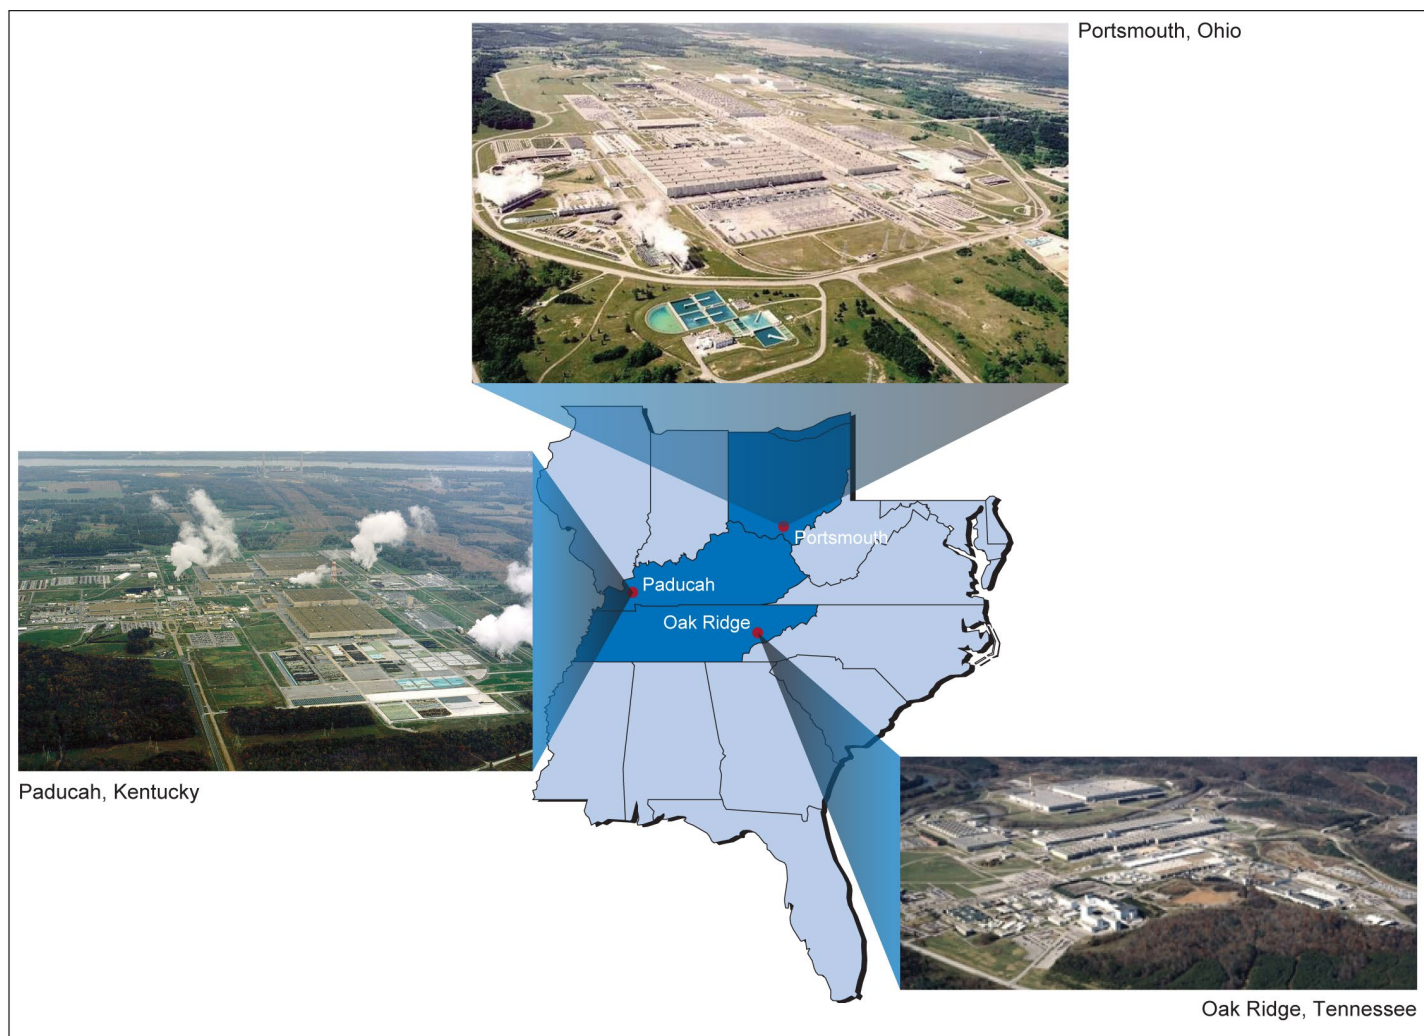 Portsmouth, Ohio
Portsmouth
Paducah
Oak Ridge
Paducah, Kentucky
Oak Ridge, Tennessee